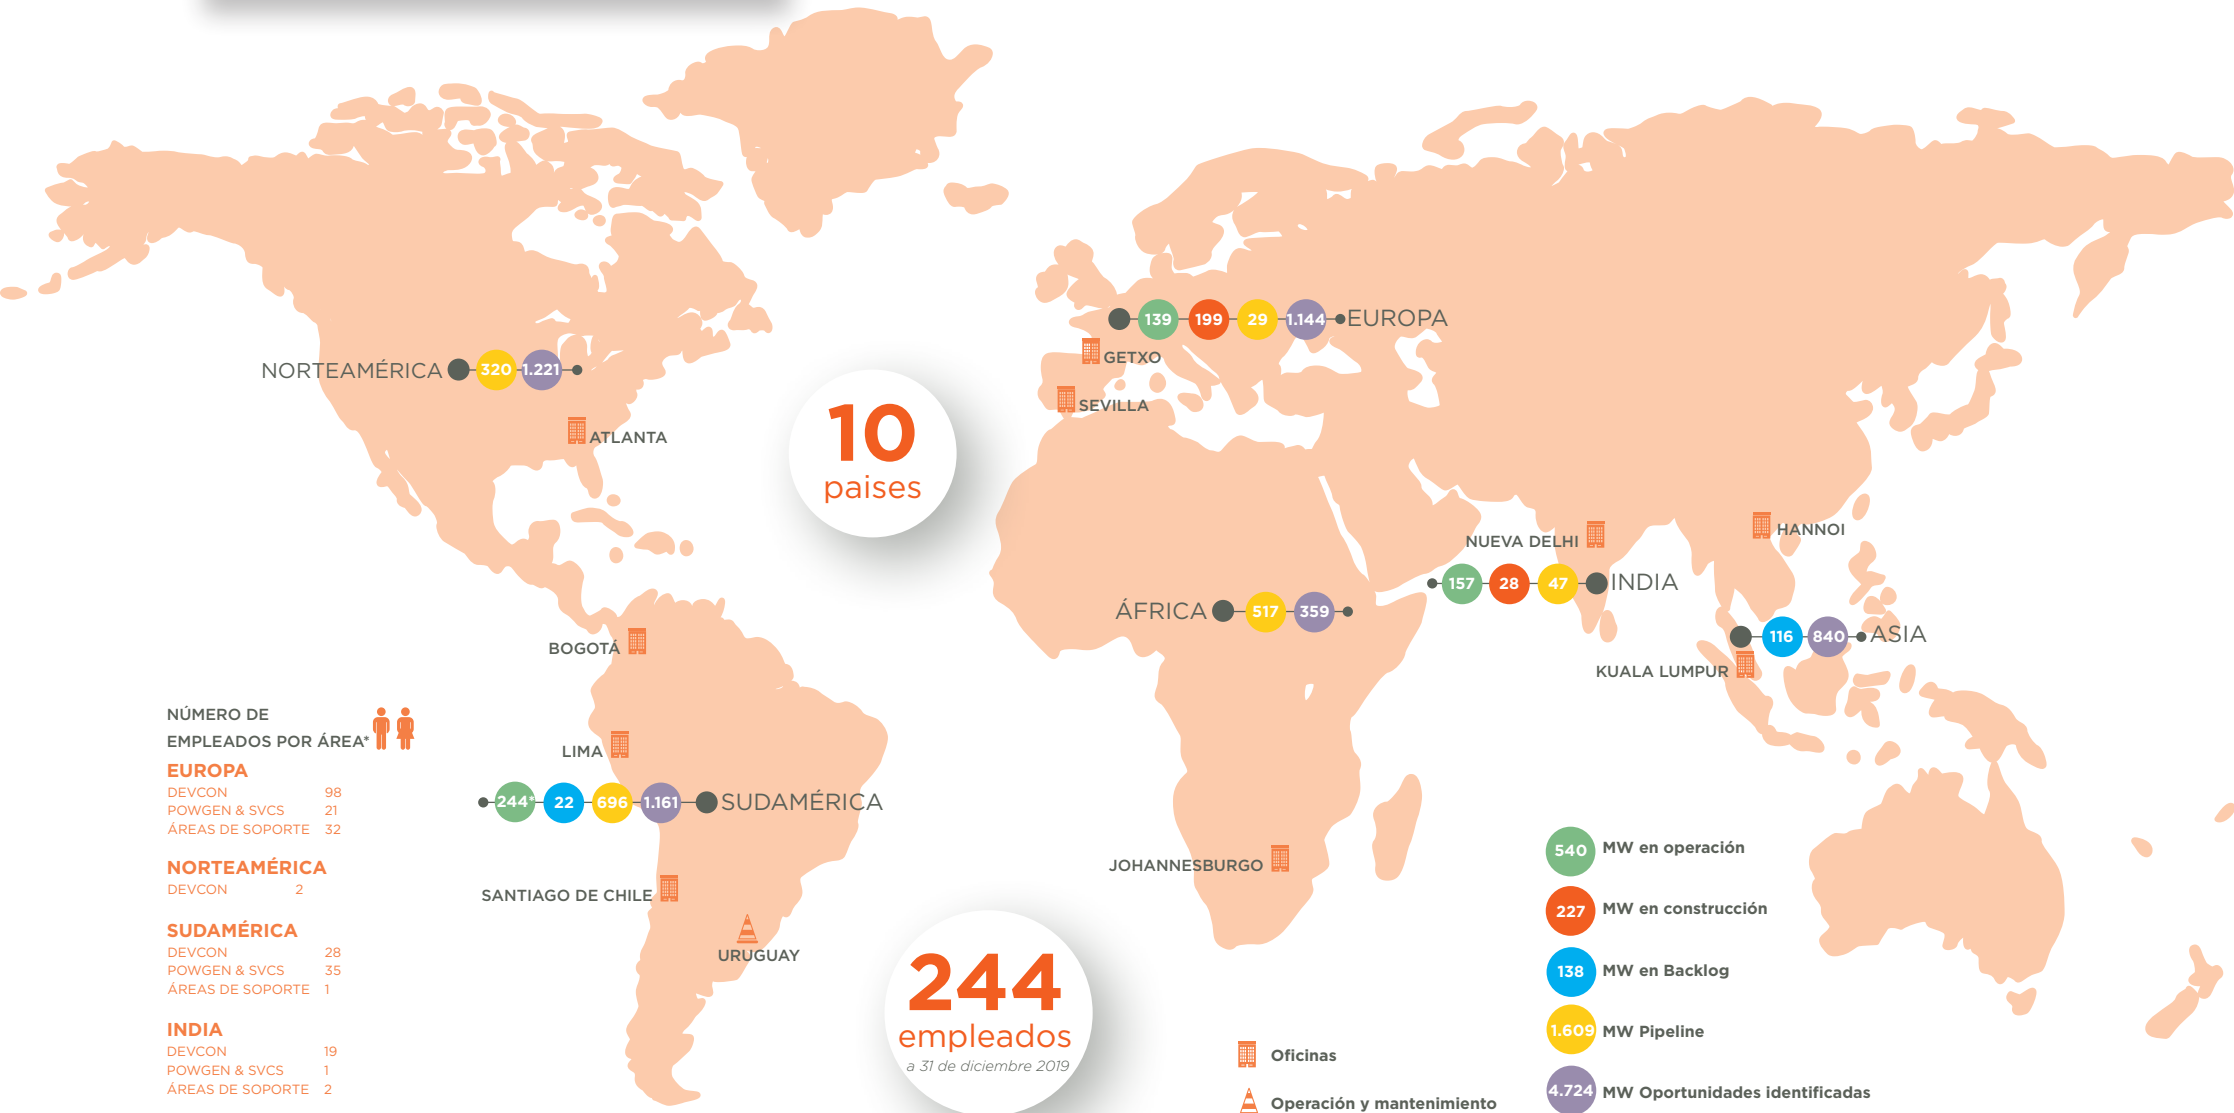 139 199 29 1.144 EUROPA
GETXO
SEVILLA
NORTEAMÉRICA 320 1.221
ATLANTA
10
paises
NUEVA DELHI
HANNOI
157 28 47 INDIA
ÁFRICA 517 359
116 840 ASIA
KUALA LUMPUR
BOGOTÁ
LIMA
244* 22 696 1.161 SUDAMÉRICA
SANTIAGO DE CHILE
URUGUAY
JOHANNESBURGO
NÚMERO DE
EMPLEADOS POR ÁREA*
EUROPA
DEVCON 98
POWGEN & SVCS 21
ÁREAS DE SOPORTE 32
NORTEAMÉRICA
DEVCON 2
SUDAMÉRICA
DEVCON 28
POWGEN & SVCS 35
ÁREAS DE SOPORTE 1
INDIA
DEVCON 19
POWGEN & SVCS 1
ÁREAS DE SOPORTE 2
244
empleados
a 31 de diciembre 2019
Oficinas
Operación y mantenimiento
540 MW en operación
227 MW en construcción
138 MW en Backlog
1.609 MW Pipeline
4.724 MW Oportunidades identificadas